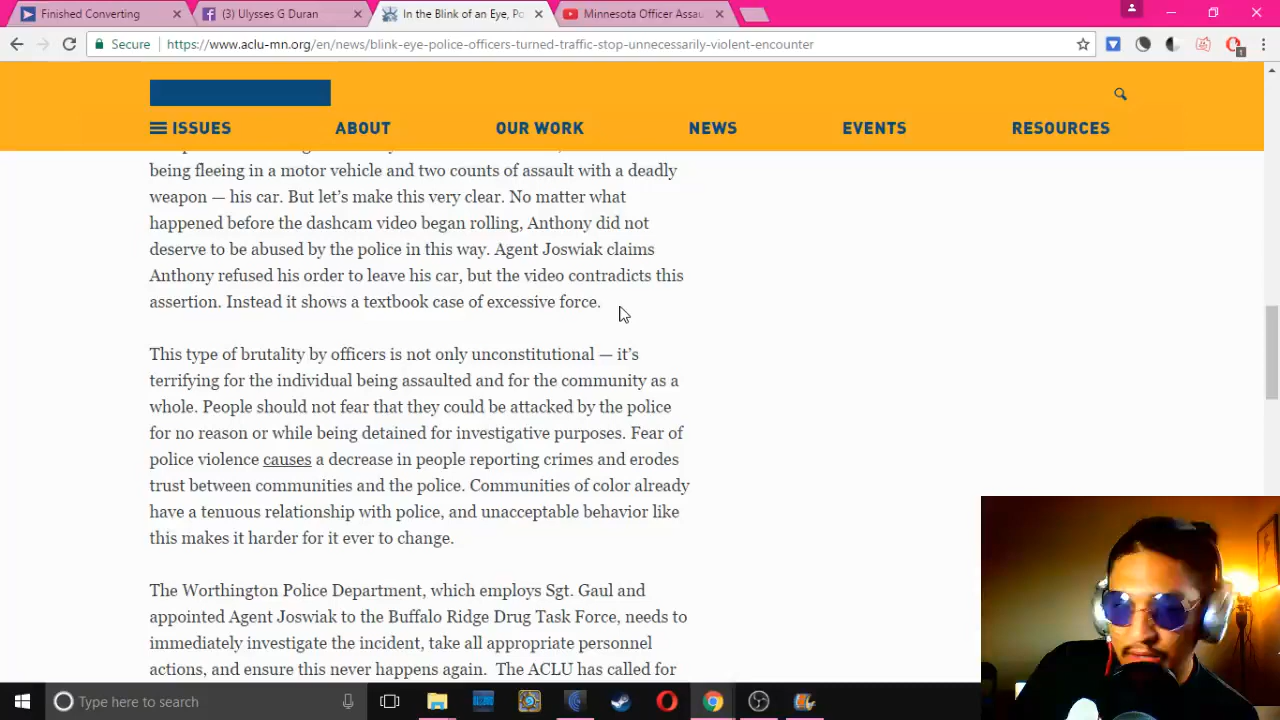 Finished Converting
(3) Ulysses G Duran
In the Blink of an Eye, Po
Minnesota Officer Assau
Secure
https://www.aclu-mn.org/en/news/blink-eye-police-officers-turned-traffic-stop-unnecessarily-violent-encounter
1
ISSUES
ABOUT
OUR WORK
NEWS
EVENTS
RESOURCES
being fleeing in a motor vehicle and two counts of assault with a deadly
weapon — his car. But let’s make this very clear. No matter what
happened before the dashcam video began rolling, Anthony did not
deserve to be abused by the police in this way. Agent Joswiak claims
Anthony refused his order to leave his car, but the video contradicts this
assertion. Instead it shows a textbook case of excessive force.
This type of brutality by officers is not only unconstitutional — it’s
terrifying for the individual being assaulted and for the community as a
whole. People should not fear that they could be attacked by the police
for no reason or while being detained for investigative purposes. Fear of
police violence causes a decrease in people reporting crimes and erodes
trust between communities and the police. Communities of color already
have a tenuous relationship with police, and unacceptable behavior like
this makes it harder for it ever to change.
The Worthington Police Department, which employs Sgt. Gaul and
appointed Agent Joswiak to the Buffalo Ridge Drug Task Force, needs to
immediately investigate the incident, take all appropriate personnel
actions, and ensure this never happens again. The ACLU has called for
Type here to search